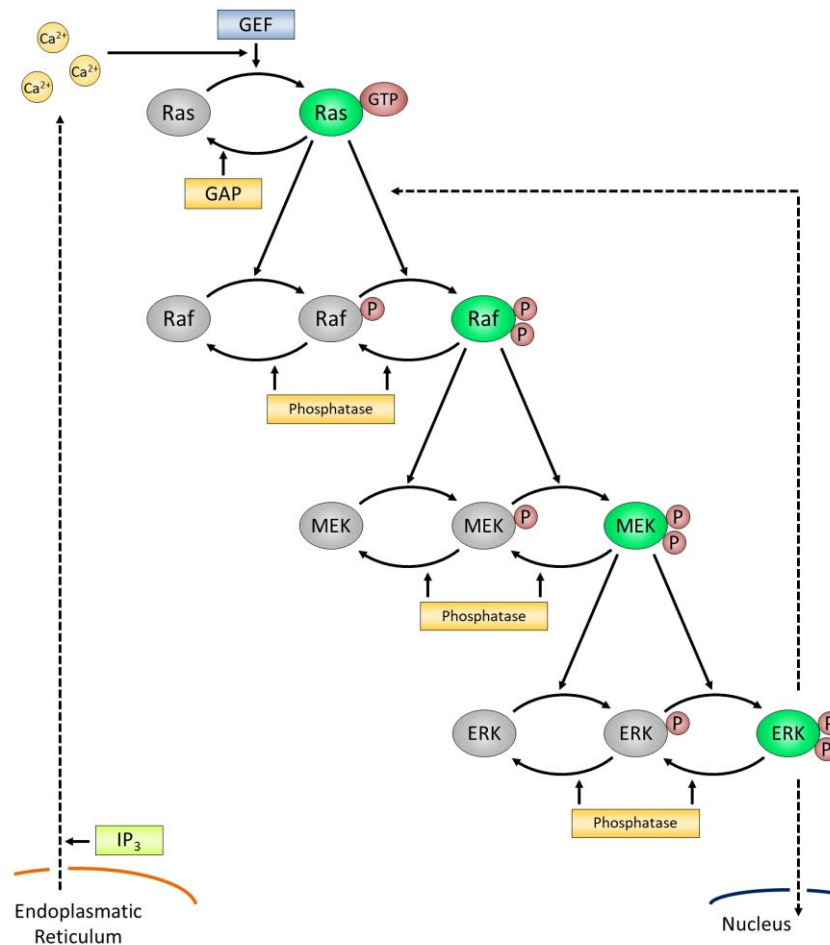 GEF
Ca²⁺
Ca²⁺
Ca²⁺
Ras
Ras
GTP
GAP
Raf
Raf
P
Raf
P
P
Phosphatase
MEK
MEK
P
MEK
P
P
Phosphatase
ERK
ERK
P
ERK
P
P
Phosphatase
IP₃
Endoplasmatic
Reticulum
Nucleus